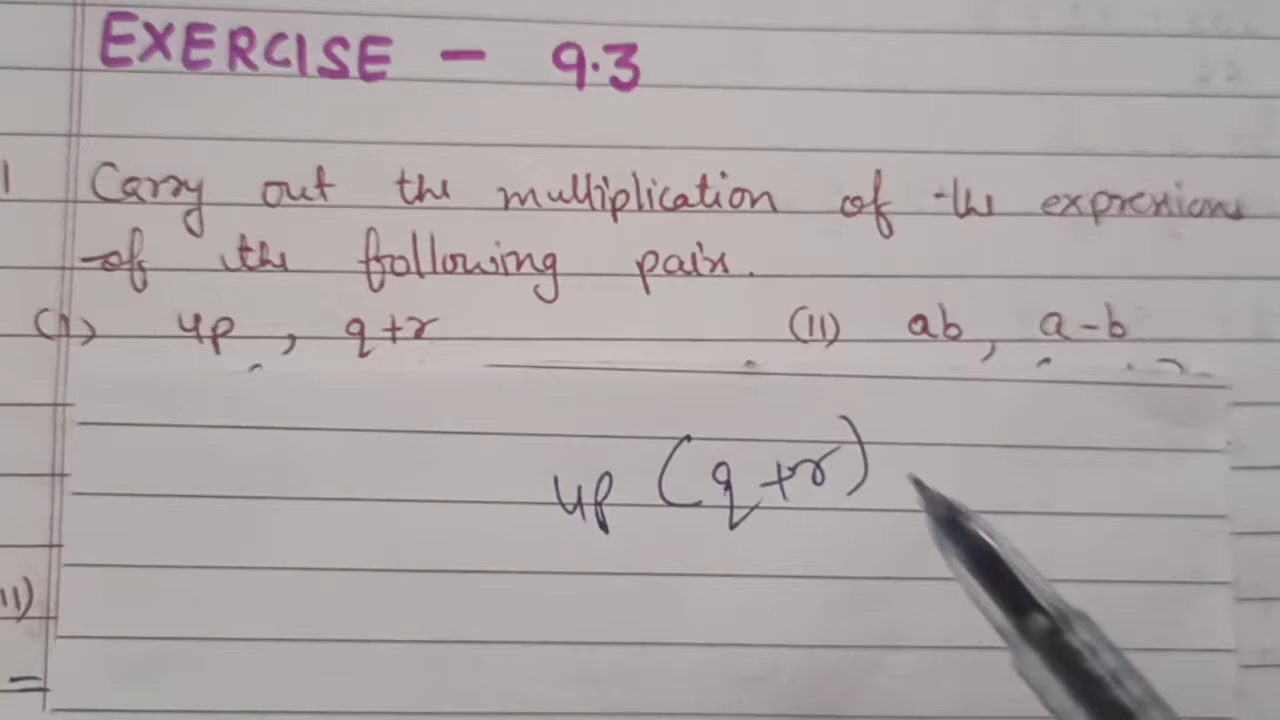 EXERCISE - 9.3
1 Carry out the multiplication of the expressions
of the following pair.
(I) 4p, q+r (II) ab, a-b
4p (q+r)
II)
=